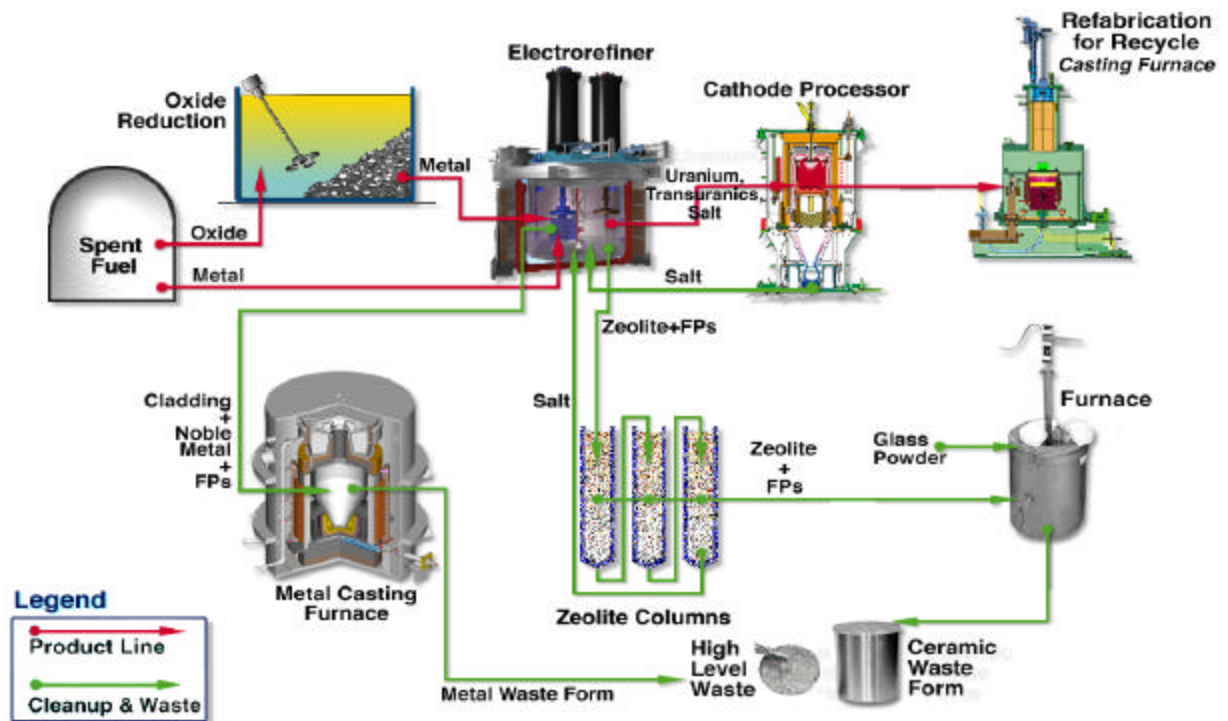 Refabrication
for Recycle
Casting Furnace
Electrorefiner
Cathode Processor
Oxide
Reduction
Metal
Uranium,
Transuranics,
Salt
Spent
Fuel
Oxide
Metal
Salt
Zeolite+FPs
Cladding
+
Noble
Metal
+
FPs
Salt
Furnace
Glass
Powder
Zeolite
+
FPs
Metal Casting
Furnace
Zeolite Columns
Legend
Product Line
Cleanup & Waste
High
Level
Waste
Ceramic
Waste
Form
Metal Waste Form